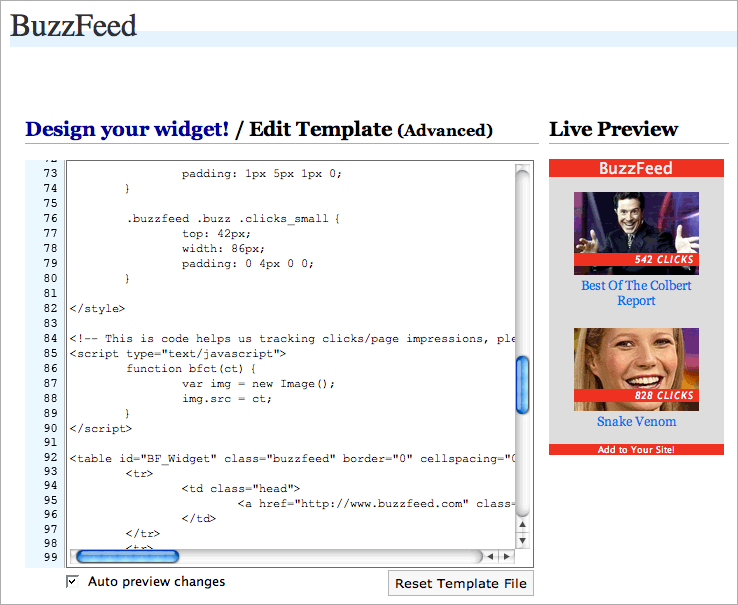 BuzzFeed
Design your widget! / Edit Template (Advanced)
73 padding: 1px 5px 1px 0;
74 }
75
76 .buzzfeed .buzz .clicks_small {
77 top: 42px;
78 width: 86px;
79 padding: 0 4px 0 0;
80 }
81
82 </style>
83
84 <!-- This is code helps us tracking clicks/page impressions, ple
85 <script type="text/javascript">
86 function bfct(ct) {
87 var img = new Image();
88 img.src = ct;
89 }
90 </script>
91
92 <table id="BF_Widget" class="buzzfeed" border="0" cellspacing="0
93 <tr>
94 <td class="head">
95 <a href="http://www.buzzfeed.com" class=
96 </td>
97 </tr>
98 <tr>
99
Auto preview changes
Reset Template File
Live Preview
BuzzFeed
542 CLICKS
Best Of The Colbert
Report
828 CLICKS
Snake Venom
Add to Your Site!